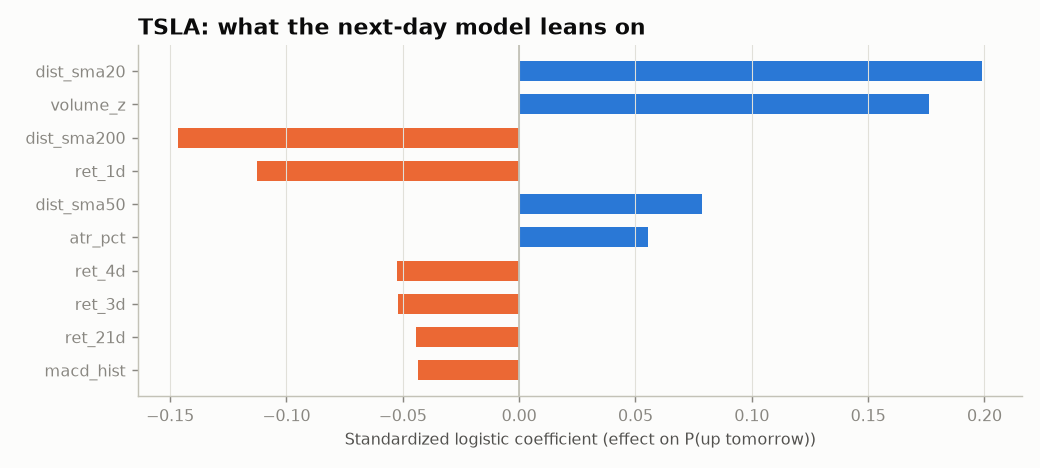 TSLA: what the next-day model leans on
dist_sma20
volume_z
dist_sma200
ret_1d
dist_sma50
atr_pct
ret_4d
ret_3d
ret_21d
macd_hist
−0.15 −0.10 −0.05 0.00 0.05 0.10 0.15 0.20
Standardized logistic coefficient (effect on P(up tomorrow))